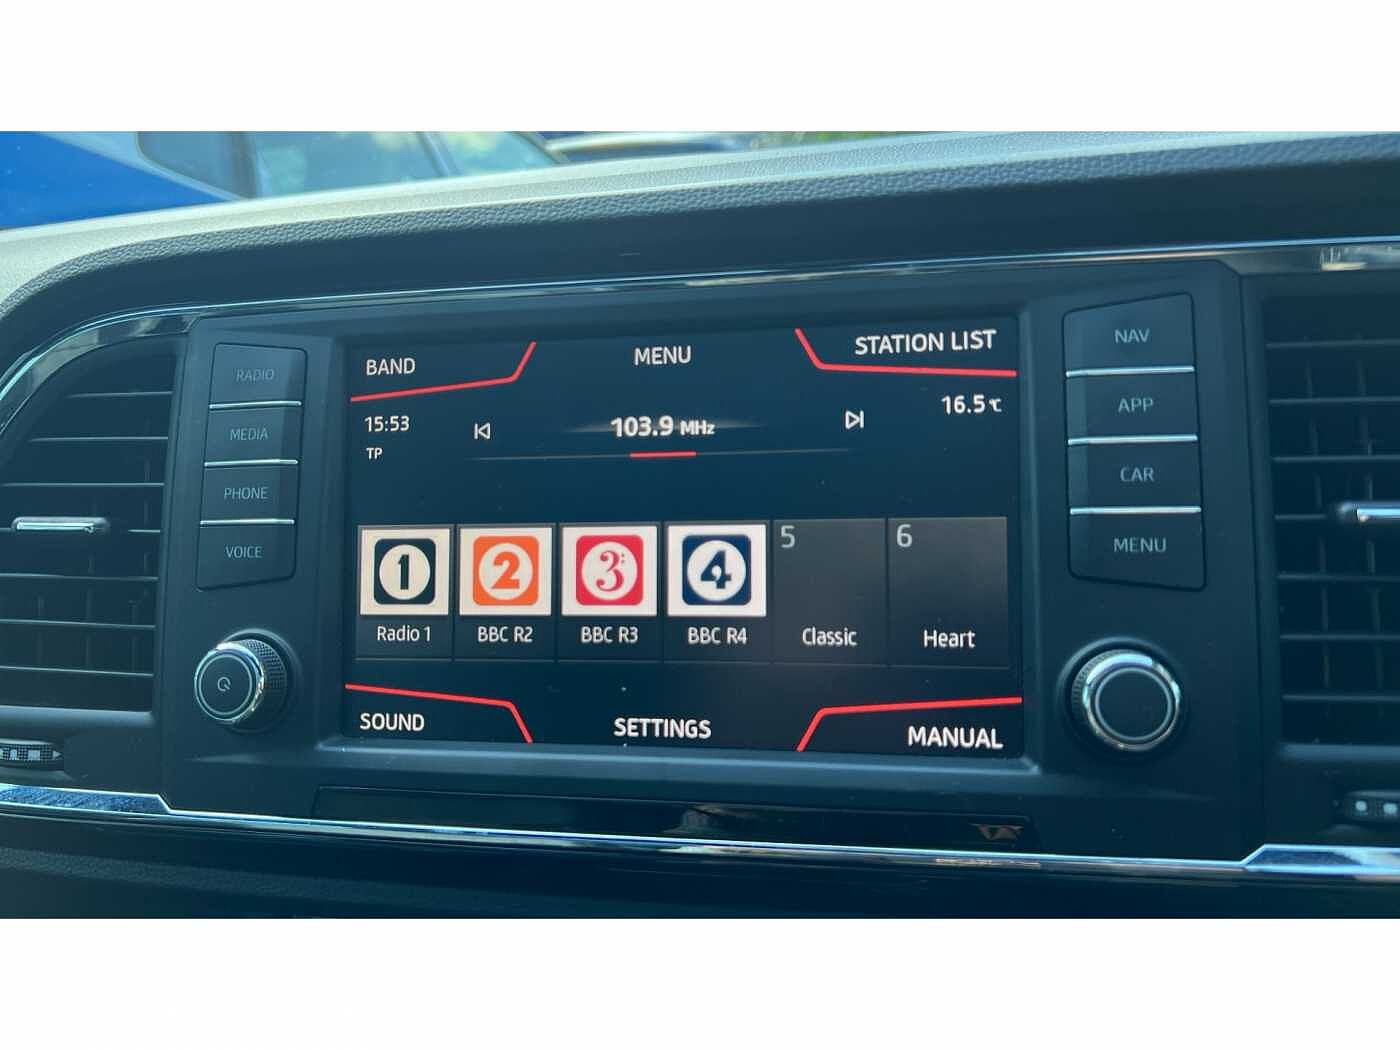 RADIO
MEDIA
PHONE
VOICE
BAND
MENU
STATION LIST
15:53
103.9 MHz
16.5℃
TP
1
2
3:
4
5
6
Radio 1
BBC R2
BBC R3
BBC R4
Classic
Heart
SOUND
SETTINGS
MANUAL
NAV
APP
CAR
MENU